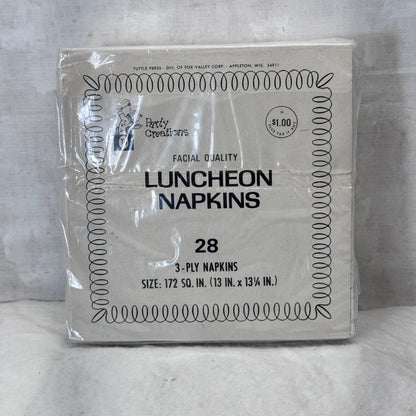 TUTTLE PRESS - DIV. OF FOX VALLEY CORP. - APPLETON, WIS. 54911
Party
Creations
$1.00
FACIAL QUALITY
LUNCHEON
NAPKINS
28
3-PLY NAPKINS
SIZE: 172 SQ. IN. (13 IN. x 13¼ IN.)